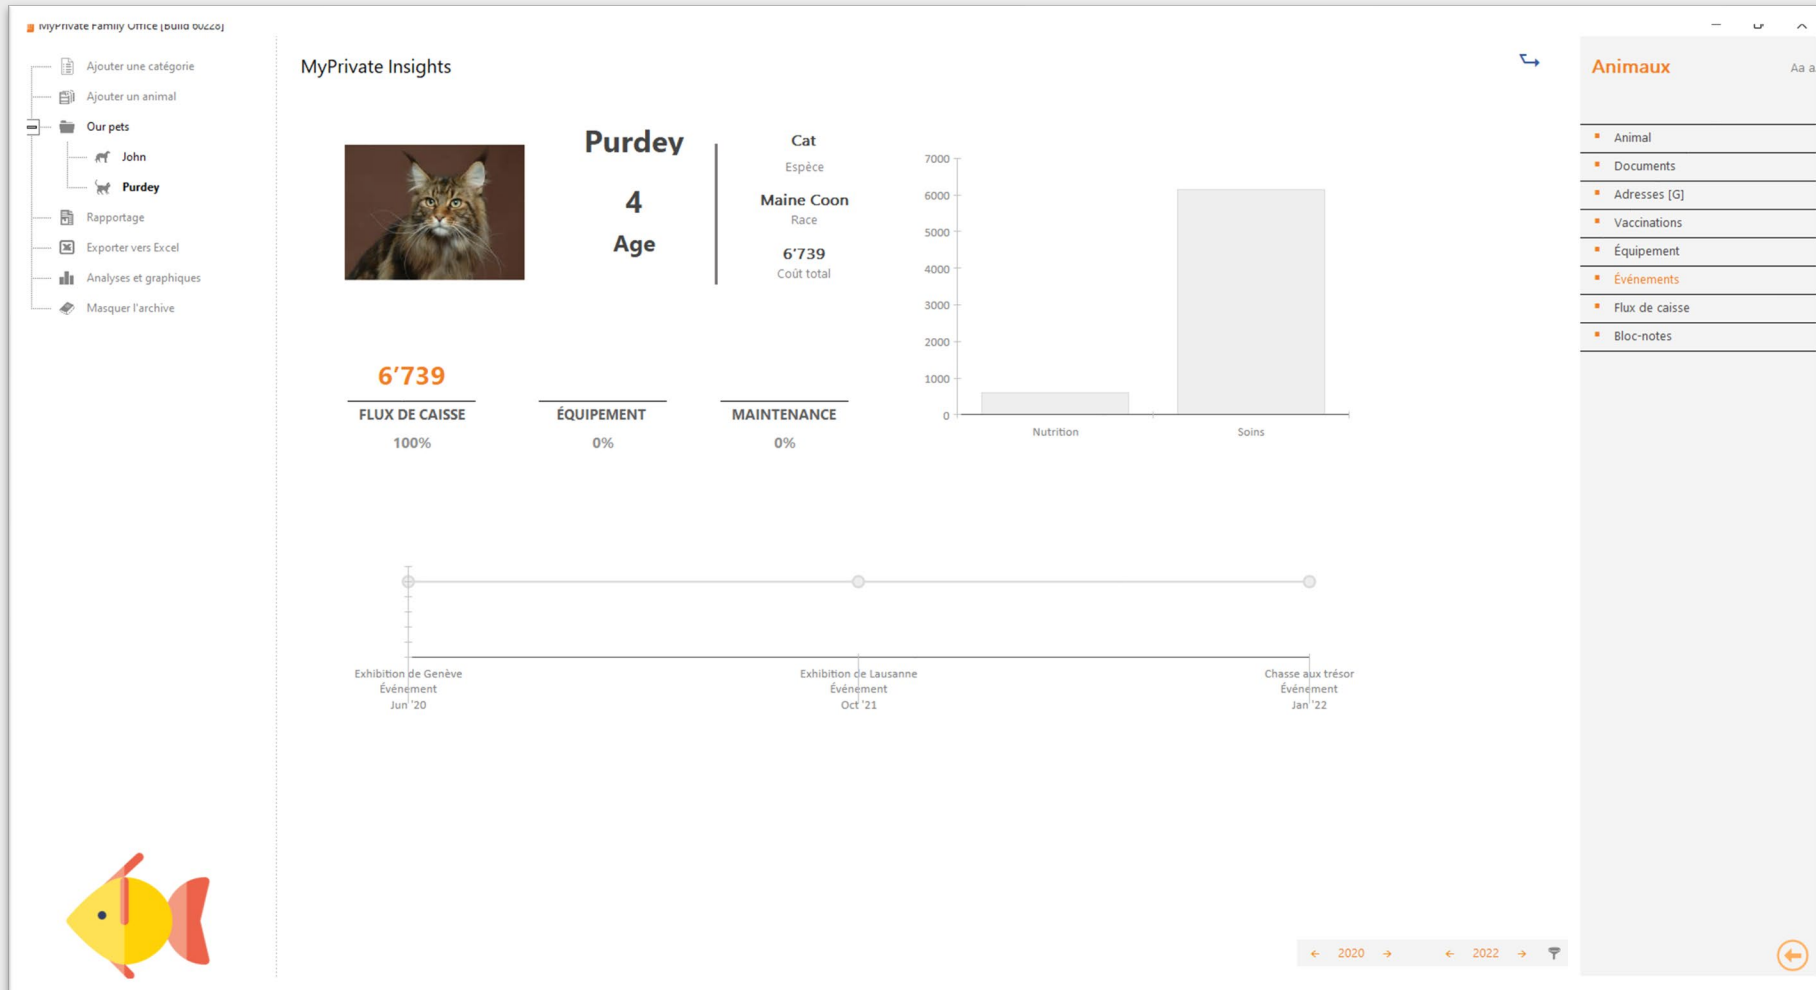 MyPrivate Family Office [Build 60228]
Ajouter une catégorie
Ajouter un animal
Our pets
John
Purdey
Rapportage
Exporter vers Excel
Analyses et graphiques
Masquer l'archive
MyPrivate Insights
Purdey
4
Age
Cat
Espèce
Maine Coon
Race
6'739
Coût total
7000
6000
5000
4000
3000
2000
1000
0
Nutrition
Soins
6'739
FLUX DE CAISSE
100%
ÉQUIPEMENT
0%
MAINTENANCE
0%
Exhibition de Genève
Événement
Jun '20
Exhibition de Lausanne
Événement
Oct '21
Chasse aux trésor
Événement
Jan '22
2020
2022
Animaux
Aa a
Animal
Documents
Adresses [G]
Vaccinations
Équipement
Événements
Flux de caisse
Bloc-notes